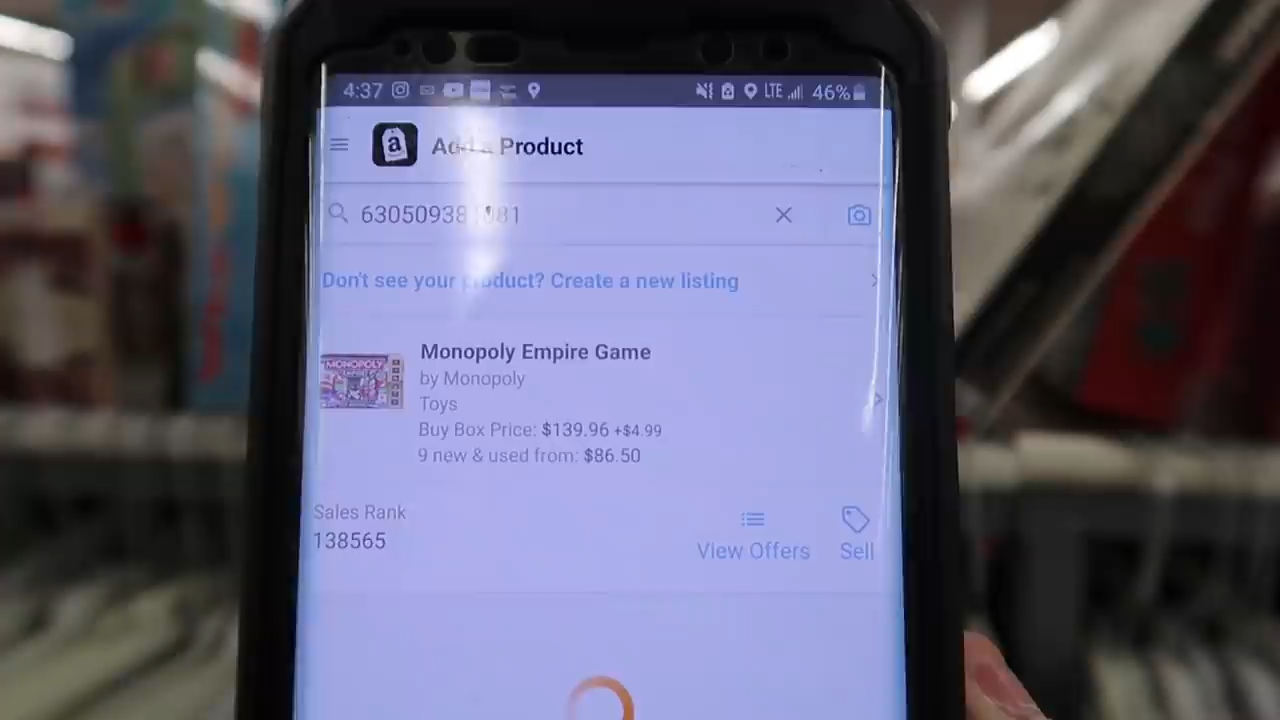 4:37 LTE 46%
a Add a Product
Don't see your product? Create a new listing
Monopoly Empire Game
by Monopoly
Toys
Buy Box Price: $139.96 +$4.99
9 new & used from: $86.50
Sales Rank
138565
View Offers Sell
MONOPOLY